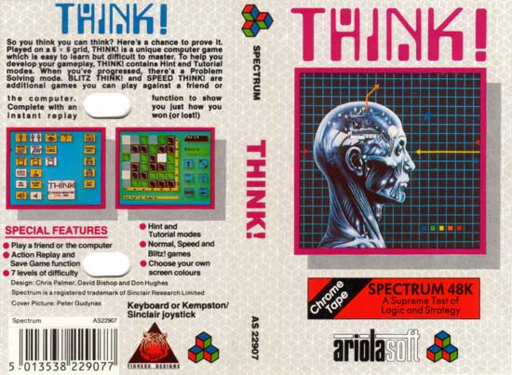 THINK!
So you think you can think? Here's a chance to prove it.
Played on a 6 × 6 grid, THINK! is a unique computer game
which is easy to learn but difficult to master. To help you
develop your gameplay, THINK! contains Hint and Tutorial
modes. When you've progressed, there's a Problem
Solving mode. BLITZ THINK! and SPEED THINK! are
additional games you can play against a friend or
the computer.
Complete with an
instant replay
function to show
you just how you
won (or lost!)
THINK!
SPECIAL FEATURES
Play a friend or the computer
Action Replay and
Save Game function
7 levels of difficulty
Hint and
Tutorial modes
Normal, Speed and
Blitz! games
Choose your own
screen colours
Design: Chris Palmer, David Bishop and Don Hughes
Spectrum is a registered trademark of Sinclair Research Limited
Cover Picture: Peter Gudynas
Keyboard or Kempston/
Sinclair joystick
Spectrum AS22907
5 013538 229077
TIGRESS DESIGNS
SPECTRUM
THINK!
AS 22907
THINK!
Chrome
Tape
SPECTRUM 48K
A Supreme Test of
Logic and Strategy
ariolasoft